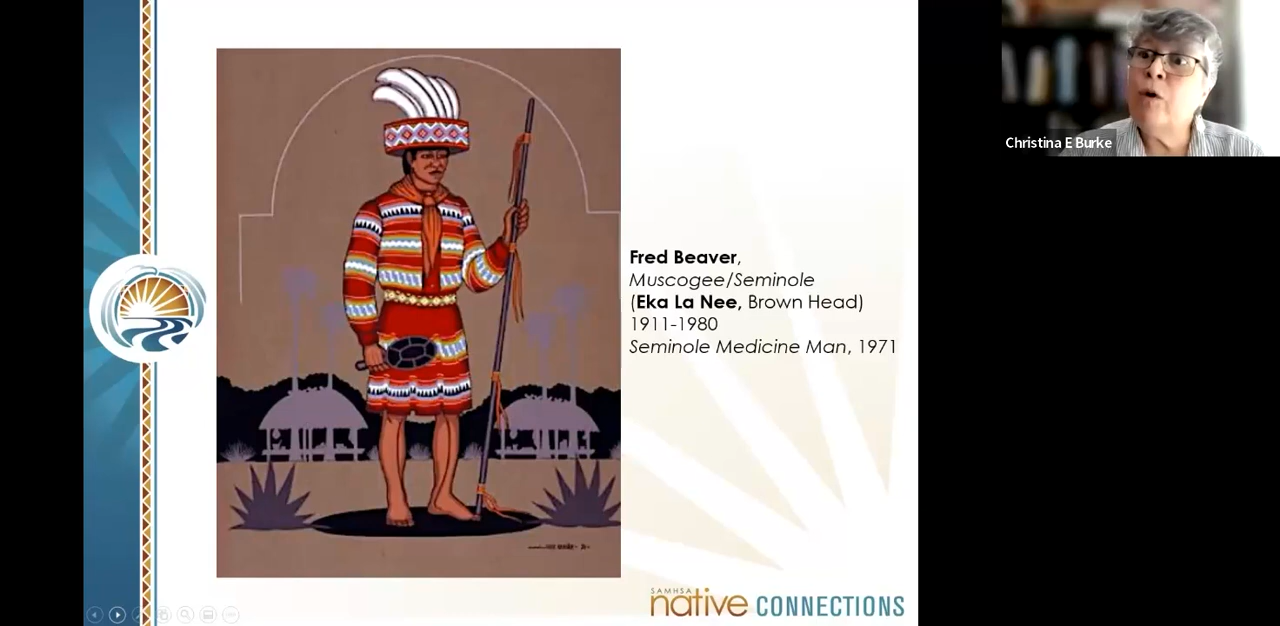 Fred Beaver,
Muscogee/Seminole
(Eka La Nee, Brown Head)
1911-1980
Seminole Medicine Man, 1971
SAMHSA
native CONNECTIONS
Christina E Burke